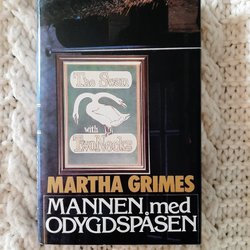 The Swan
with
Two Necks
MARTHA GRIMES
MANNEN med
ODYGDSPÅSEN